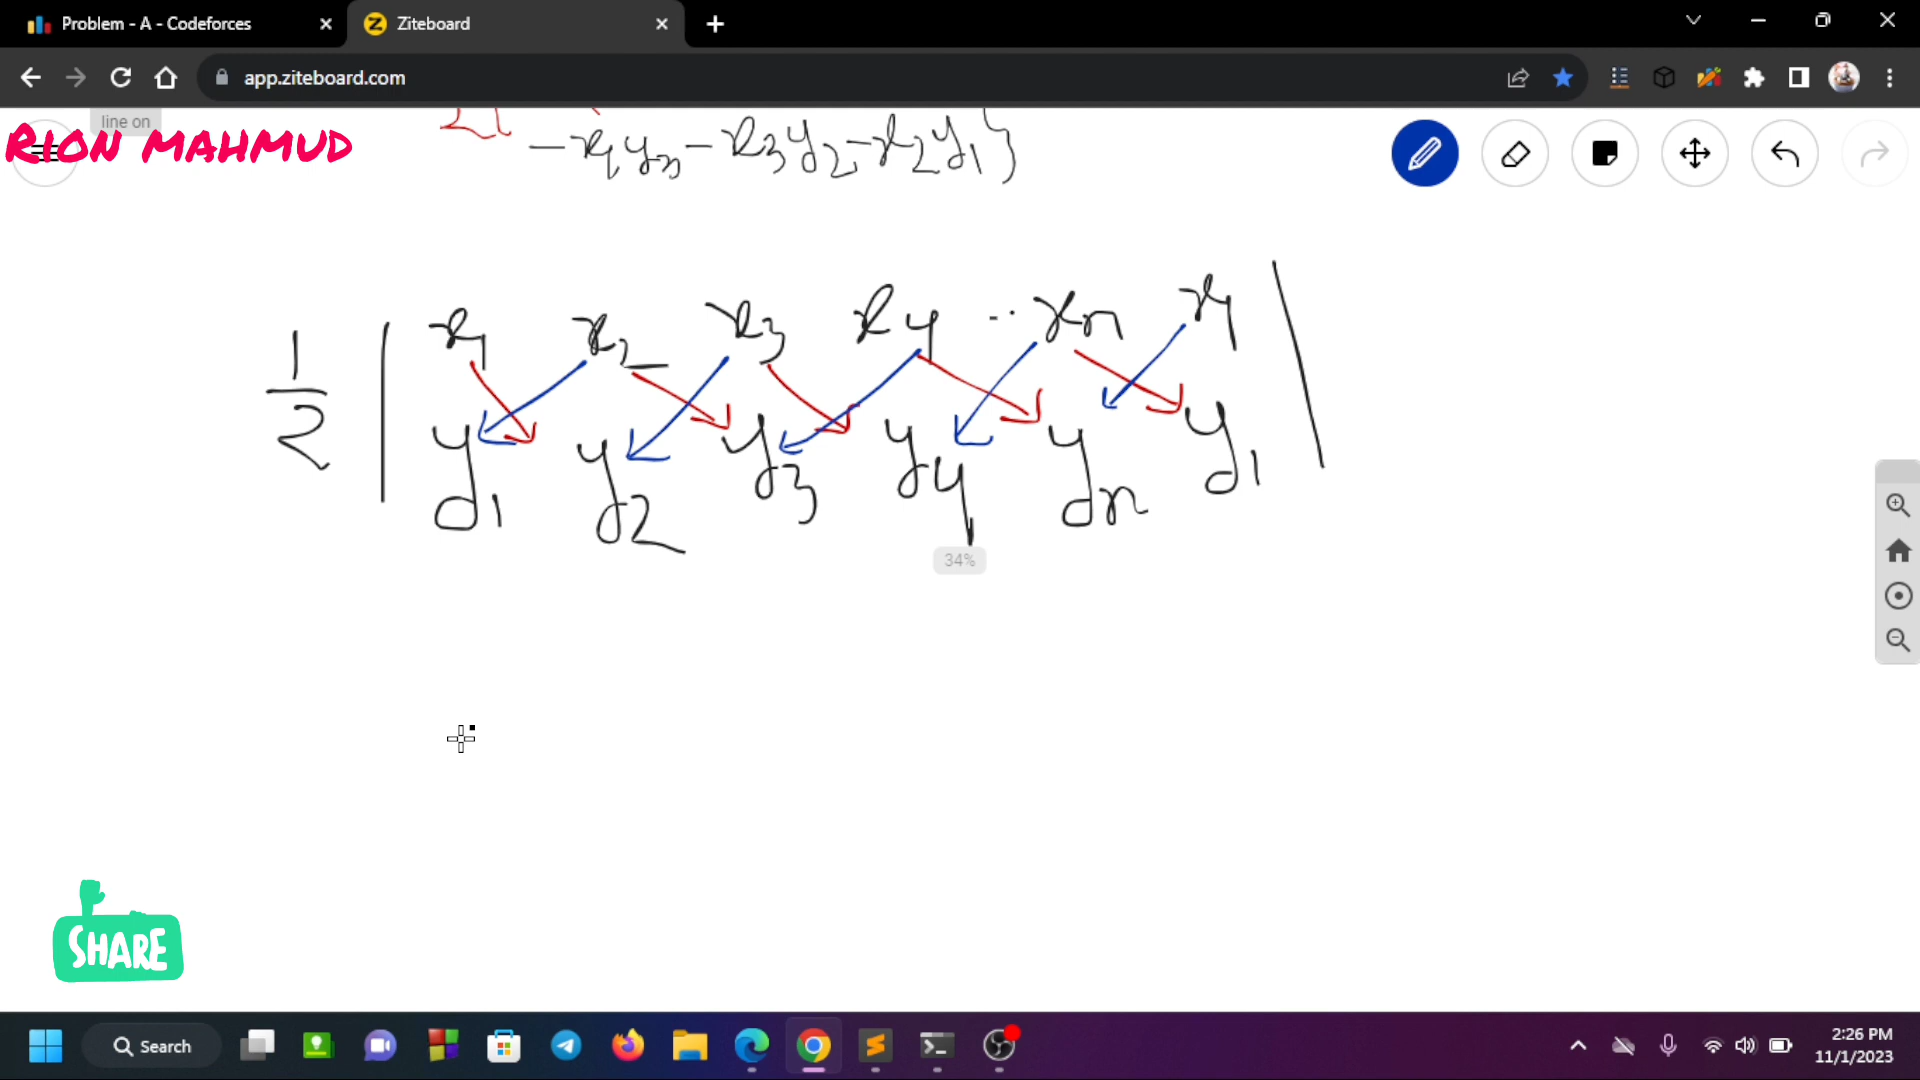 Problem - A - Codeforces
Ziteboard
app.ziteboard.com
line on
Rion mahmud
- x1y3 - x3y2 - x2y1 }
1/2 | x1 x2 x3 x4 .. xn x1 |
y1 y2 y3 y4 yn y1
34%
SHARE
Search
2:26 PM
11/1/2023